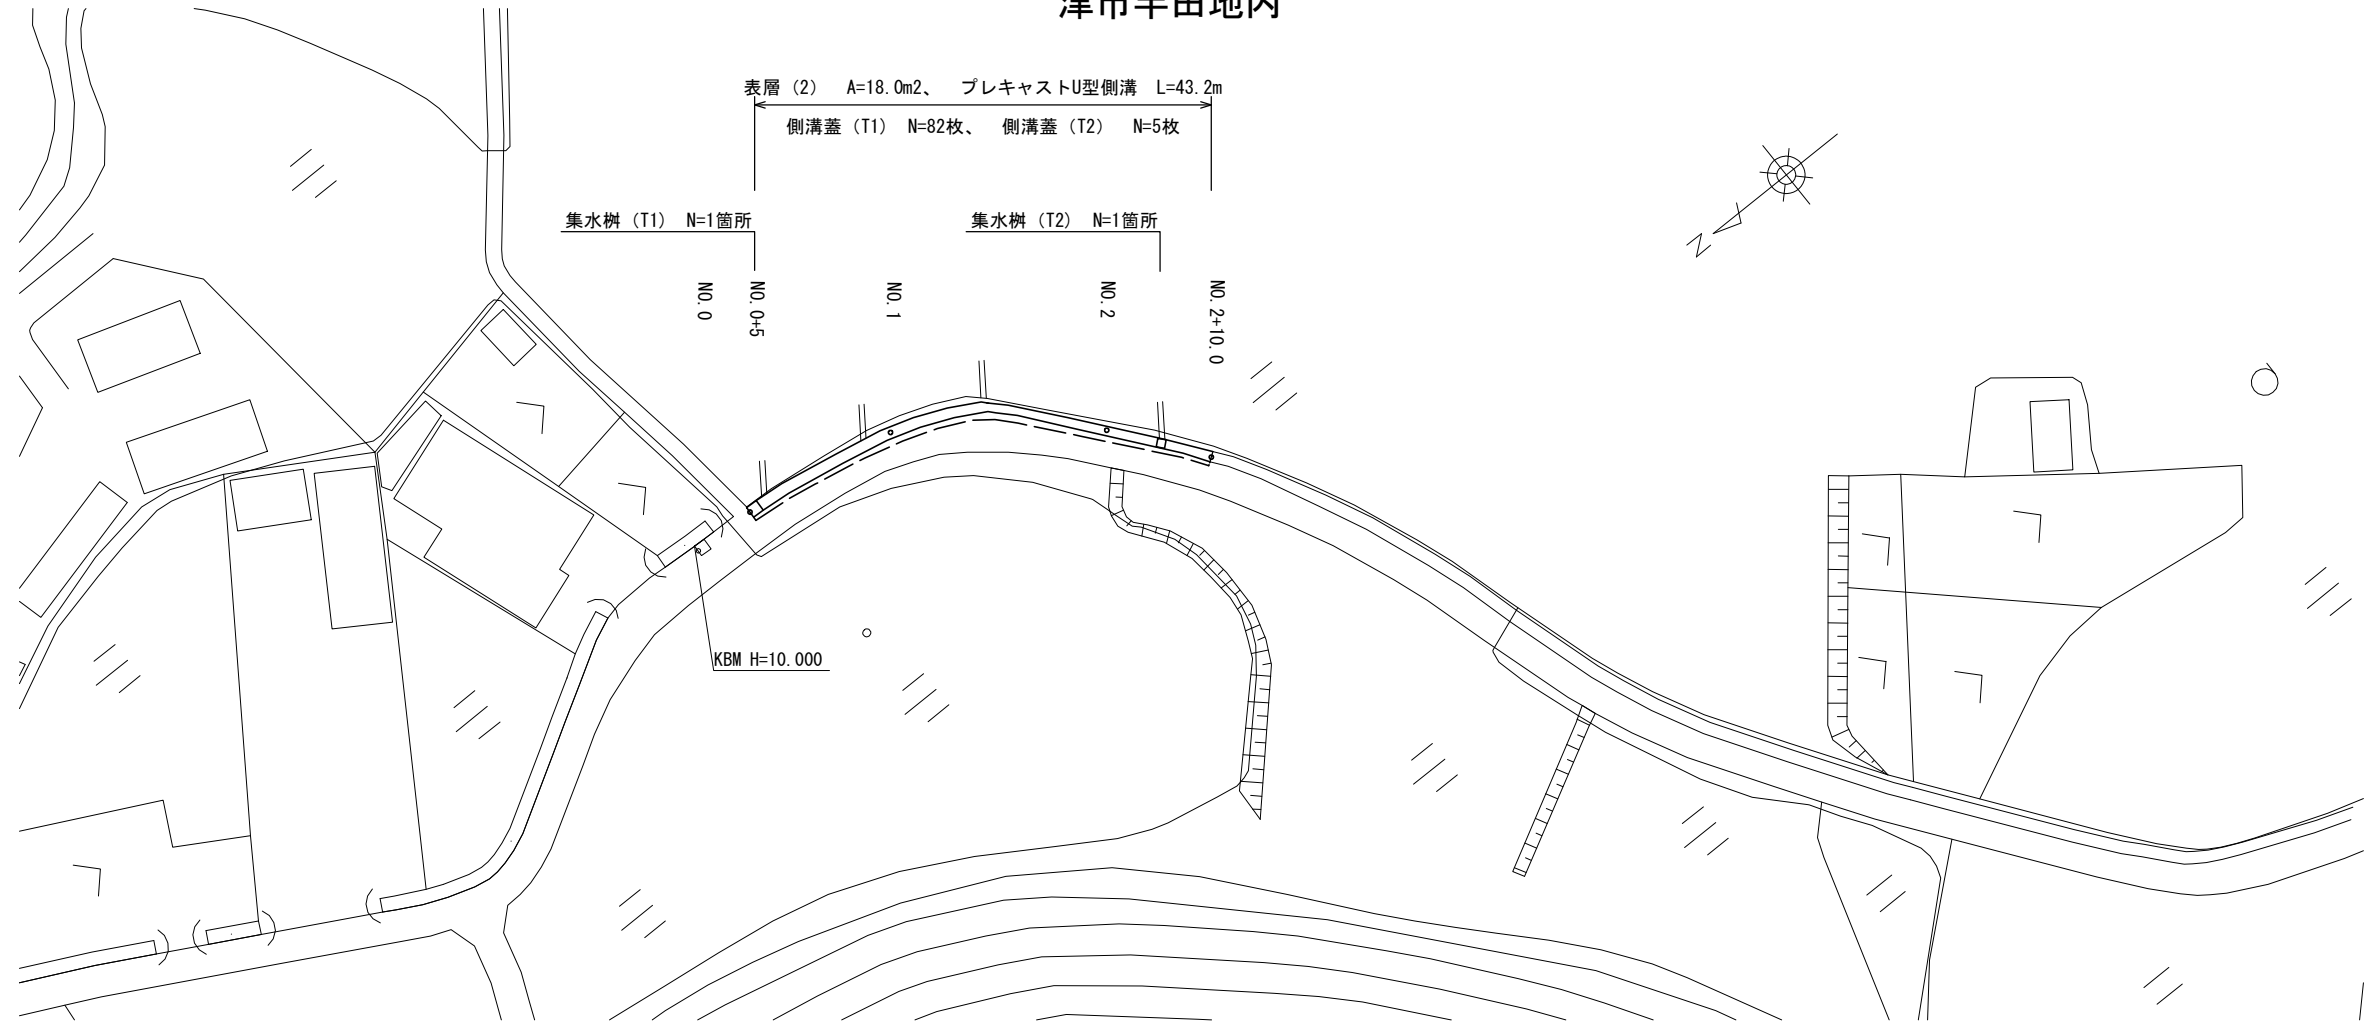 津市半田地内
表層（2） A=18.0m2、 プレキャストU型側溝 L=43.2m
側溝蓋（T1） N=82枚、 側溝蓋（T2） N=5枚
集水桝（T1） N=1箇所
集水桝（T2） N=1箇所
NO.0
NO.0+5
NO.1
NO.2
NO.2+10.0
N
KBM H=10.000